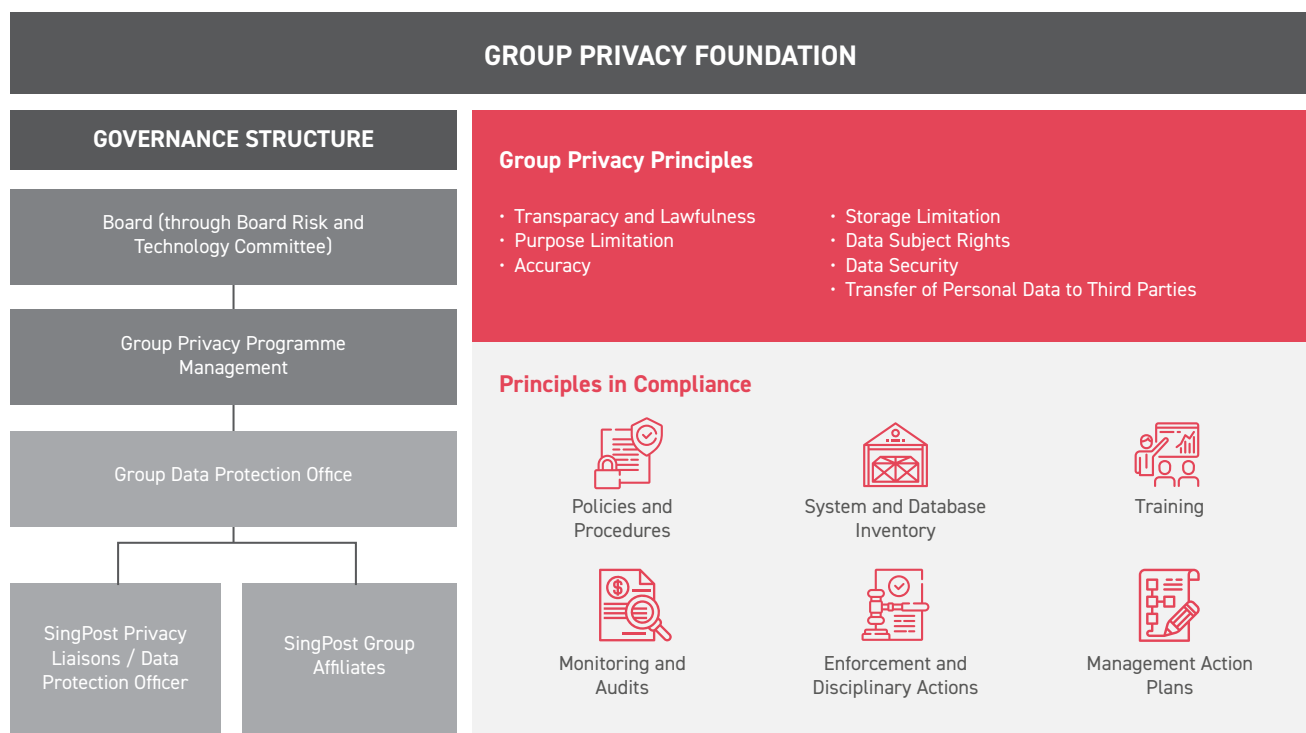 GROUP PRIVACY FOUNDATION
GOVERNANCE STRUCTURE
Board (through Board Risk and
Technology Committee)
Group Privacy Programme
Management
Group Data Protection Office
SingPost Privacy
Liaisons / Data
Protection Officer
SingPost Group
Affiliates
Group Privacy Principles
· Transparacy and Lawfulness
· Purpose Limitation
· Accuracy
· Storage Limitation
· Data Subject Rights
· Data Security
· Transfer of Personal Data to Third Parties
Principles in Compliance
Policies and
Procedures
System and Database
Inventory
Training
$
Monitoring and
Audits
Enforcement and
Disciplinary Actions
Management Action
Plans